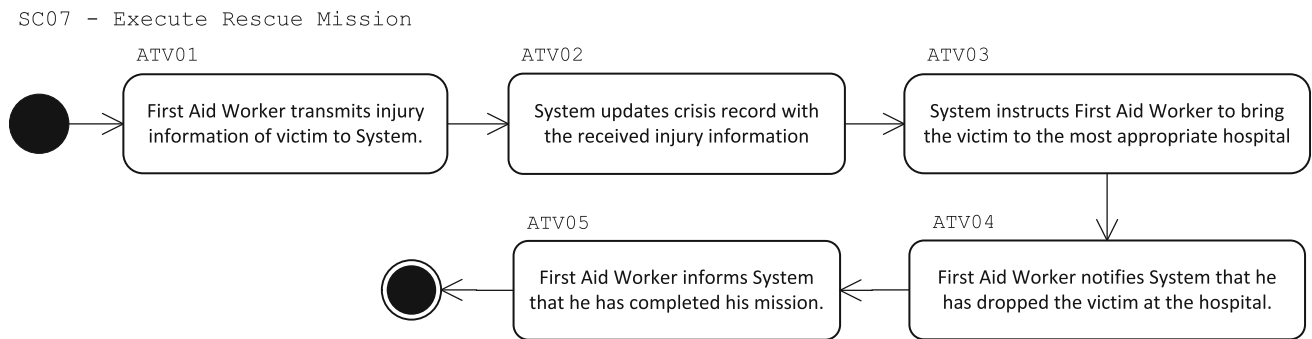 SC07 - Execute Rescue Mission
ATV01
First Aid Worker transmits injury
information of victim to System.
ATV02
System updates crisis record with
the received injury information
ATV03
System instructs First Aid Worker to bring
the victim to the most appropriate hospital
ATV04
First Aid Worker notifies System that he
has dropped the victim at the hospital.
ATV05
First Aid Worker informs System
that he has completed his mission.